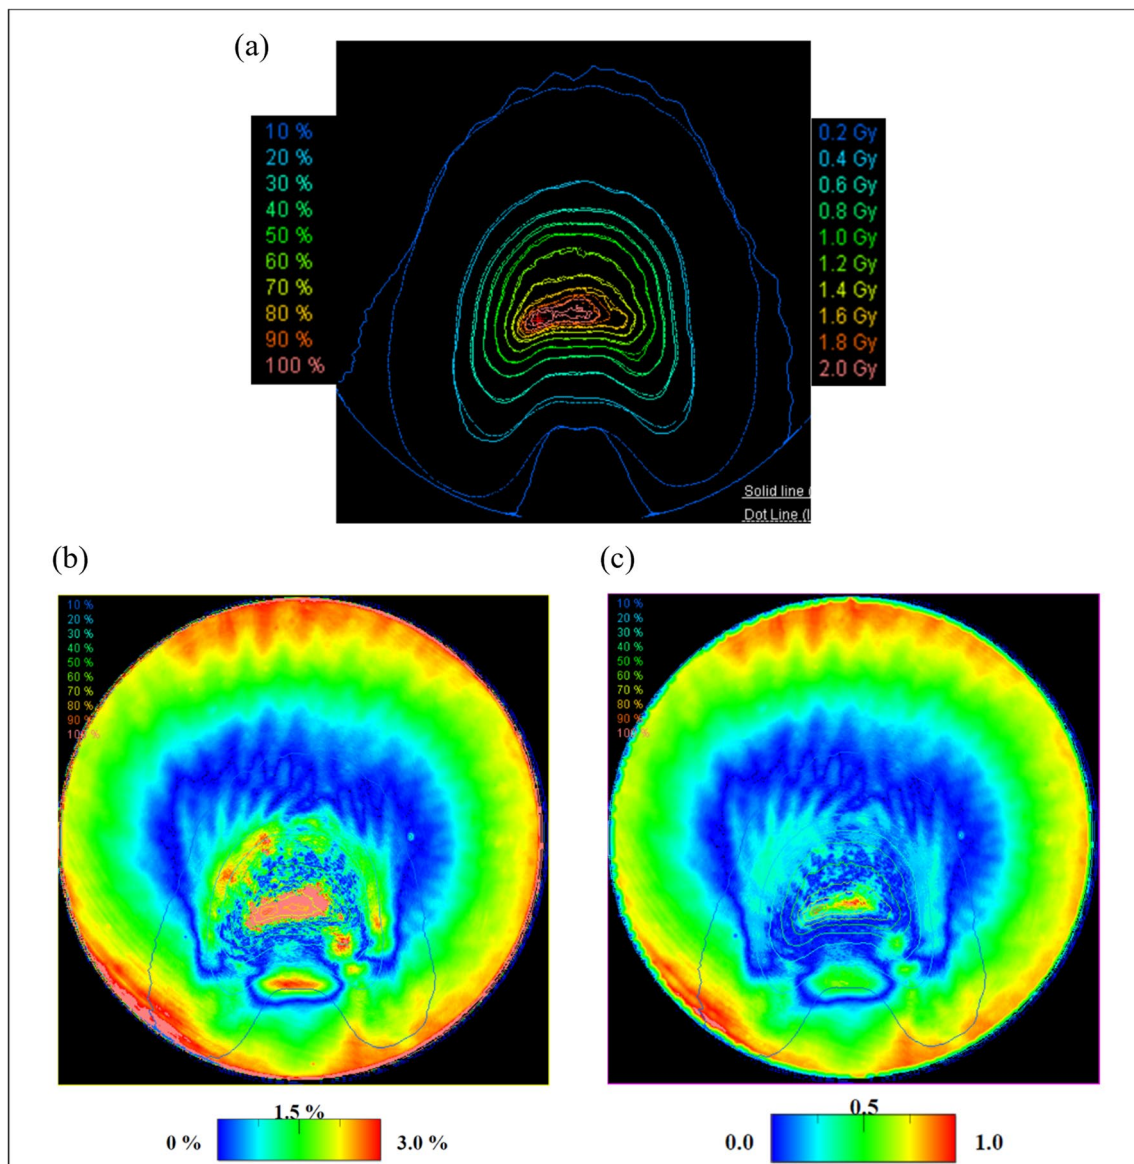 (a)
10 %
20 %
30 %
40 %
50 %
60 %
70 %
80 %
90 %
100 %
0.2 Gy
0.4 Gy
0.6 Gy
0.8 Gy
1.0 Gy
1.2 Gy
1.4 Gy
1.6 Gy
1.8 Gy
2.0 Gy
Solid line (
Dot Line (I
(b)
10 %
20 %
30 %
40 %
50 %
60 %
70 %
80 %
90 %
100 %
0 %
1.5 %
3.0 %
(c)
10 %
20 %
30 %
40 %
50 %
60 %
70 %
80 %
90 %
100 %
0.0
0.5
1.0